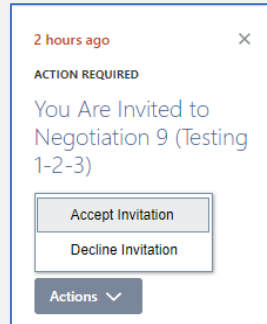 2 hours ago
ACTION REQUIRED
You Are Invited to
Negotiation 9 (Testing
1-2-3)
Accept Invitation
Decline Invitation
Actions